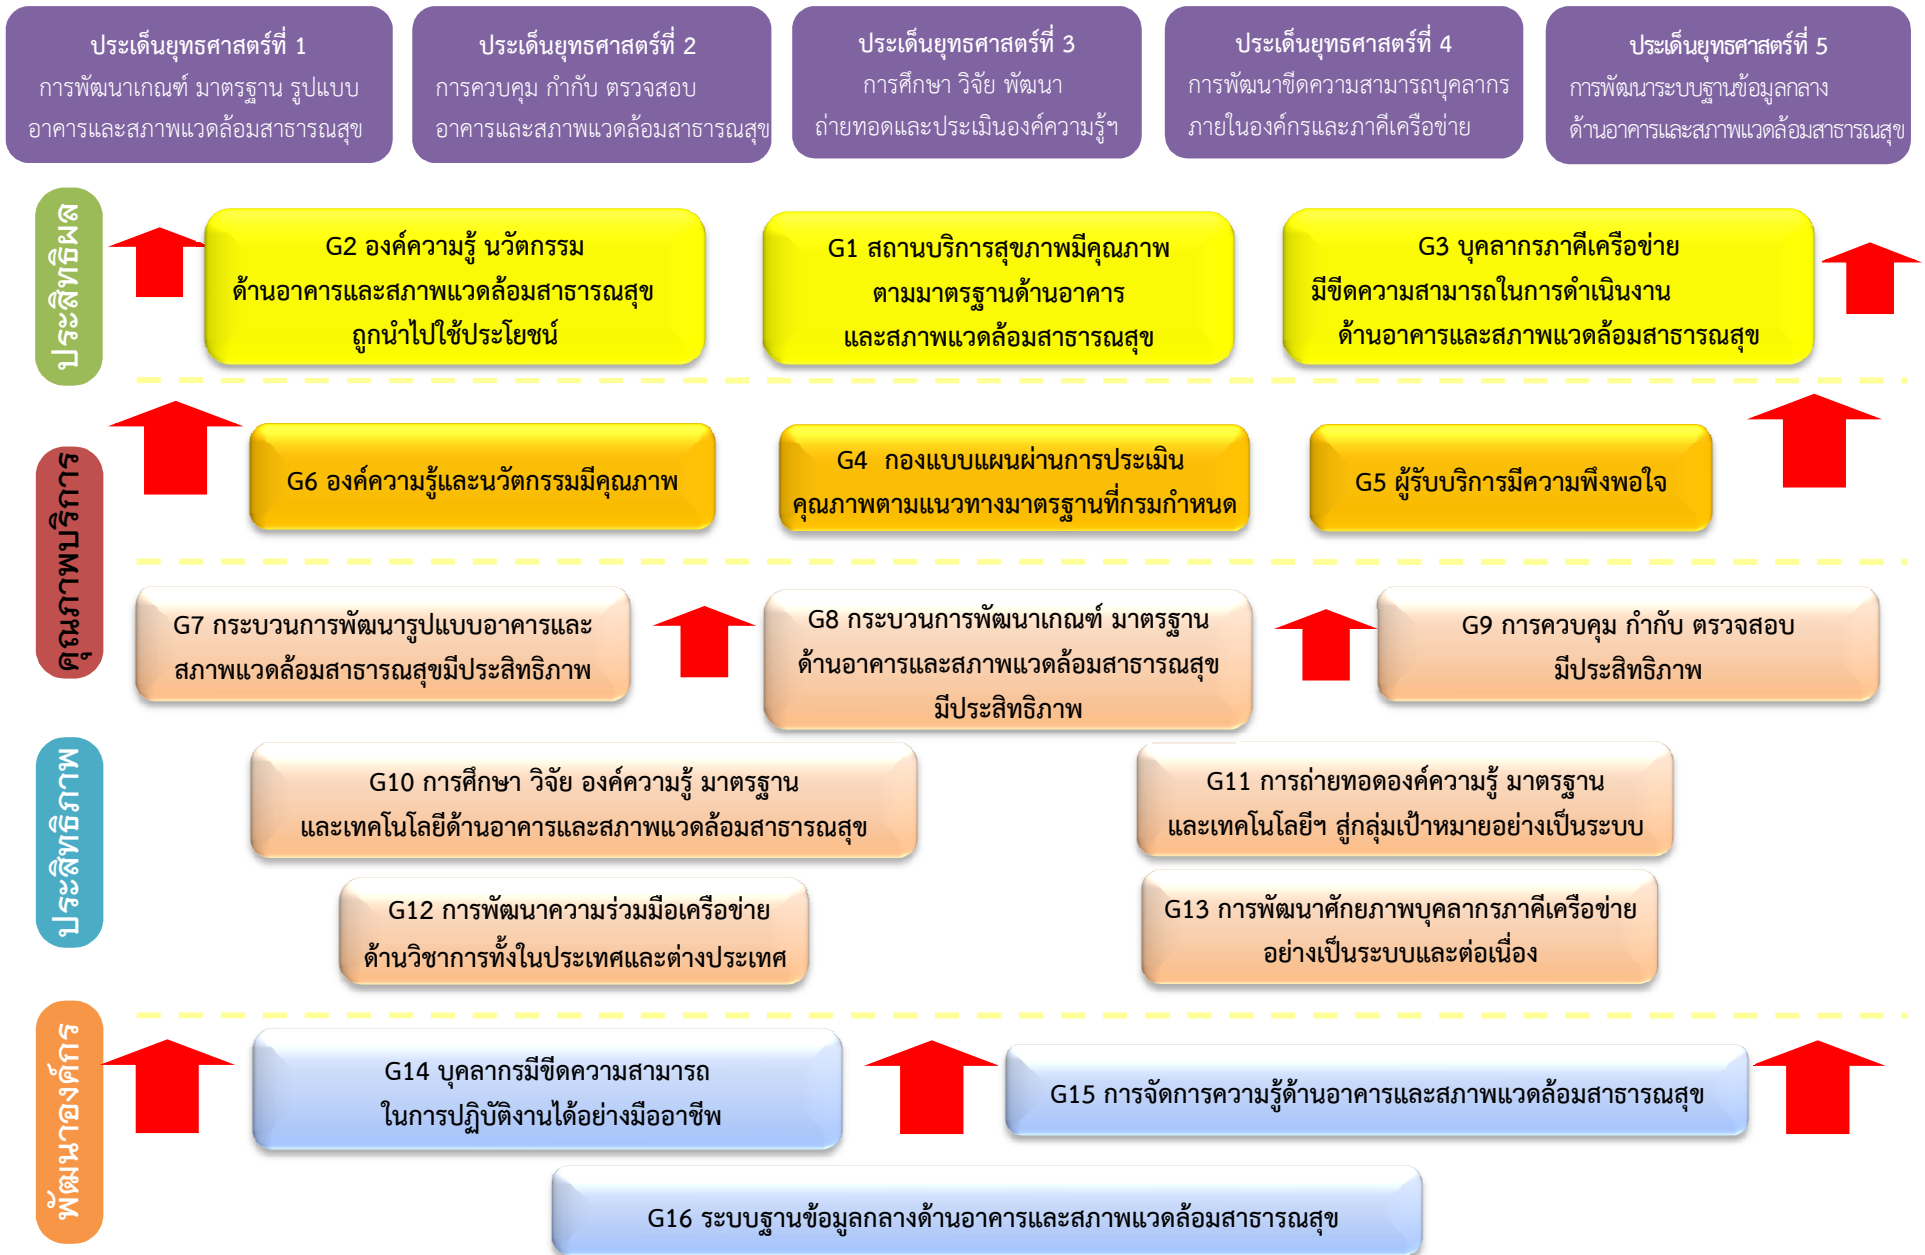 ประเด็นยุทธศาสตร์ที่ 1
การพัฒนาเกณฑ์ มาตรฐาน รูปแบบ
อาคารและสภาพแวดล้อมสาธารณสุข
ประเด็นยุทธศาสตร์ที่ 2
การควบคุม กำกับ ตรวจสอบ
อาคารและสภาพแวดล้อมสาธารณสุข
ประเด็นยุทธศาสตร์ที่ 3
การศึกษา วิจัย พัฒนา
ถ่ายทอดและประเมินองค์ความรู้ฯ
ประเด็นยุทธศาสตร์ที่ 4
การพัฒนาขีดความสามารถบุคลากร
ภายในองค์กรและภาคีเครือข่าย
ประเด็นยุทธศาสตร์ที่ 5
การพัฒนาระบบฐานข้อมูลกลาง
ด้านอาคารและสภาพแวดล้อมสาธารณสุข
ประสิทธิผล
G2 องค์ความรู้ นวัตกรรม
ด้านอาคารและสภาพแวดล้อมสาธารณสุข
ถูกนำไปใช้ประโยชน์
G1 สถานบริการสุขภาพมีคุณภาพ
ตามมาตรฐานด้านอาคาร
และสภาพแวดล้อมสาธารณสุข
G3 บุคลากรภาคีเครือข่าย
มีขีดความสามารถในการดำเนินงาน
ด้านอาคารและสภาพแวดล้อมสาธารณสุข
คุณภาพบริการ
G6 องค์ความรู้และนวัตกรรมมีคุณภาพ
G4 กองแบบแผนผ่านการประเมิน
คุณภาพตามแนวทางมาตรฐานที่กรมกำหนด
G5 ผู้รับบริการมีความพึงพอใจ
G7 กระบวนการพัฒนารูปแบบอาคารและ
สภาพแวดล้อมสาธารณสุขมีประสิทธิภาพ
G8 กระบวนการพัฒนาเกณฑ์ มาตรฐาน
ด้านอาคารและสภาพแวดล้อมสาธารณสุข
มีประสิทธิภาพ
G9 การควบคุม กำกับ ตรวจสอบ
มีประสิทธิภาพ
ประสิทธิภาพ
G10 การศึกษา วิจัย องค์ความรู้ มาตรฐาน
และเทคโนโลยีด้านอาคารและสภาพแวดล้อมสาธารณสุข
G11 การถ่ายทอดองค์ความรู้ มาตรฐาน
และเทคโนโลยีฯ สู่กลุ่มเป้าหมายอย่างเป็นระบบ
G12 การพัฒนาความร่วมมือเครือข่าย
ด้านวิชาการทั้งในประเทศและต่างประเทศ
G13 การพัฒนาศักยภาพบุคลากรภาคีเครือข่าย
อย่างเป็นระบบและต่อเนื่อง
พัฒนาองค์กร
G14 บุคลากรมีขีดความสามารถ
ในการปฏิบัติงานได้อย่างมืออาชีพ
G15 การจัดการความรู้ด้านอาคารและสภาพแวดล้อมสาธารณสุข
G16 ระบบฐานข้อมูลกลางด้านอาคารและสภาพแวดล้อมสาธารณสุข